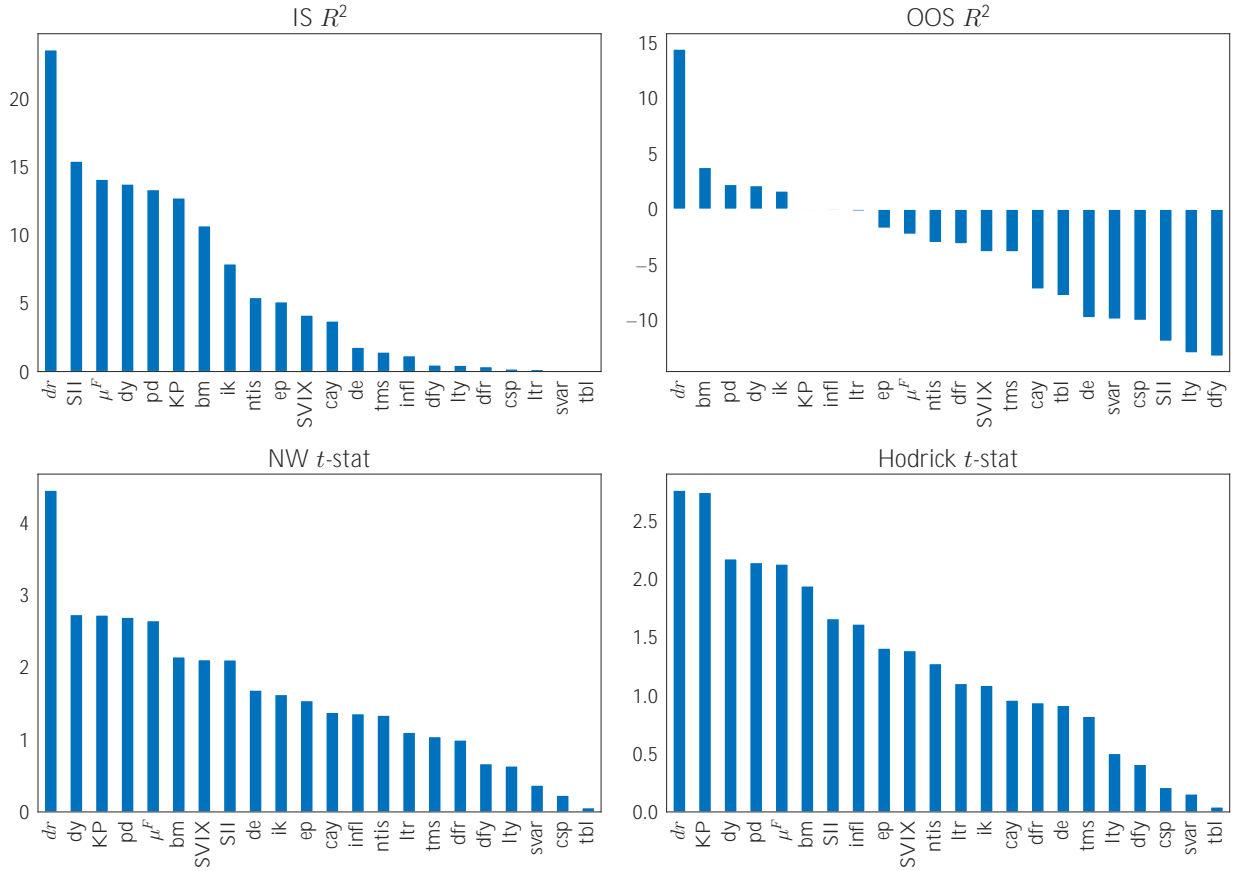 IS R²
20
15
10
5
0
dr SII μ^F dy pd KP bm ik ntis ep SVIX cay de tms infl dfy lty dfr csp ltr svar tbl
OOS R²
15
10
5
0
−5
−10
dr bm pd dy ik KP infl ltr ep μ^F ntis dfr SVIX tms cay tbl de svar csp SII lty dfy
NW t-stat
4
3
2
1
0
dr dy KP pd μ^F bm SVIX SII de ik ep cay infl ntis ltr tms dfr dfy lty svar csp tbl
Hodrick t-stat
2.5
2.0
1.5
1.0
0.5
0.0
dr KP dy pd μ^F bm SII infl ep SVIX ntis ltr ik cay dfr de tms lty dfy csp svar tbl